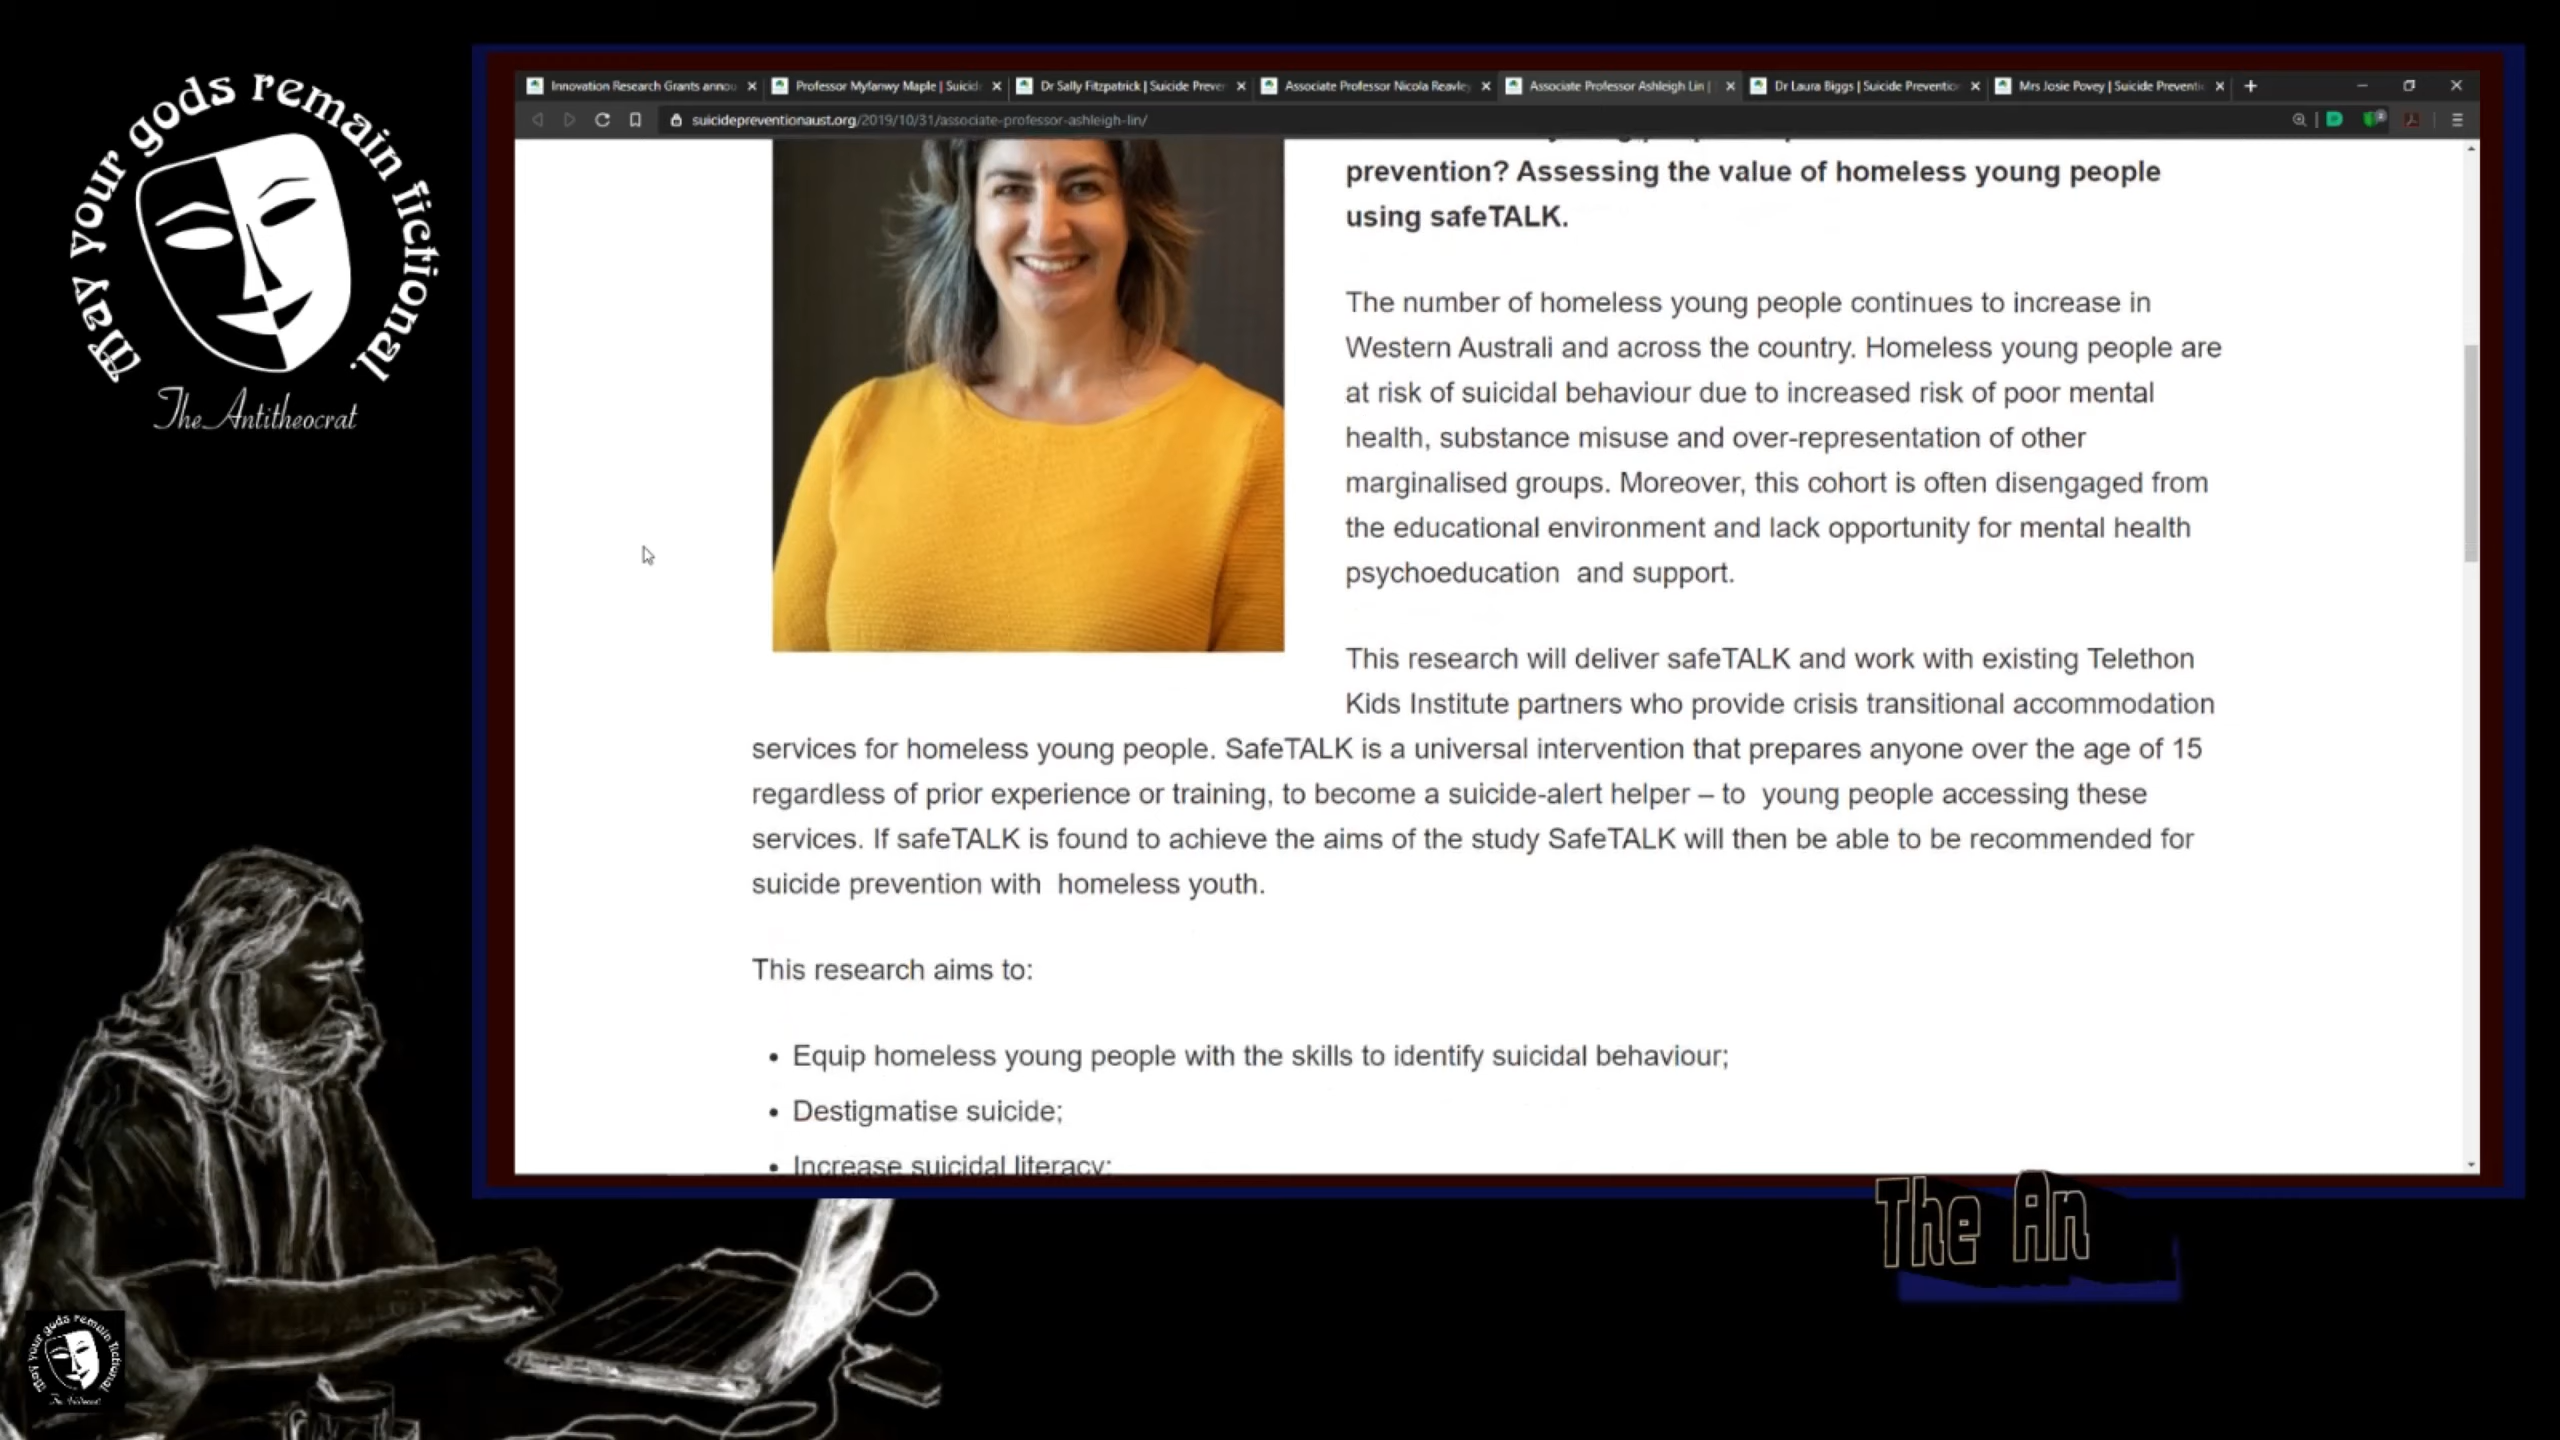 May your gods remain fictional.
The Antitheocrat
Innovation Research Grants annou
Professor Myfanwy Maple | Suicid
Dr Sally Fitzpatrick | Suicide Preven
Associate Professor Nicola Reavley
Associate Professor Ashleigh Lin |
Dr Laura Biggs | Suicide Prevention
Mrs Josie Povey | Suicide Preventi
suicidepreventionaust.org/2019/10/31/associate-professor-ashleigh-lin/
prevention? Assessing the value of homeless young people
using safeTALK.
The number of homeless young people continues to increase in
Western Australi and across the country. Homeless young people are
at risk of suicidal behaviour due to increased risk of poor mental
health, substance misuse and over-representation of other
marginalised groups. Moreover, this cohort is often disengaged from
the educational environment and lack opportunity for mental health
psychoeducation  and support.
This research will deliver safeTALK and work with existing Telethon
Kids Institute partners who provide crisis transitional accommodation
services for homeless young people. SafeTALK is a universal intervention that prepares anyone over the age of 15
regardless of prior experience or training, to become a suicide-alert helper – to  young people accessing these
services. If safeTALK is found to achieve the aims of the study SafeTALK will then be able to be recommended for
suicide prevention with  homeless youth.
This research aims to:
• Equip homeless young people with the skills to identify suicidal behaviour;
• Destigmatise suicide;
• Increase suicidal literacy;
The An
May your gods remain fictional.
The Antitheocrat